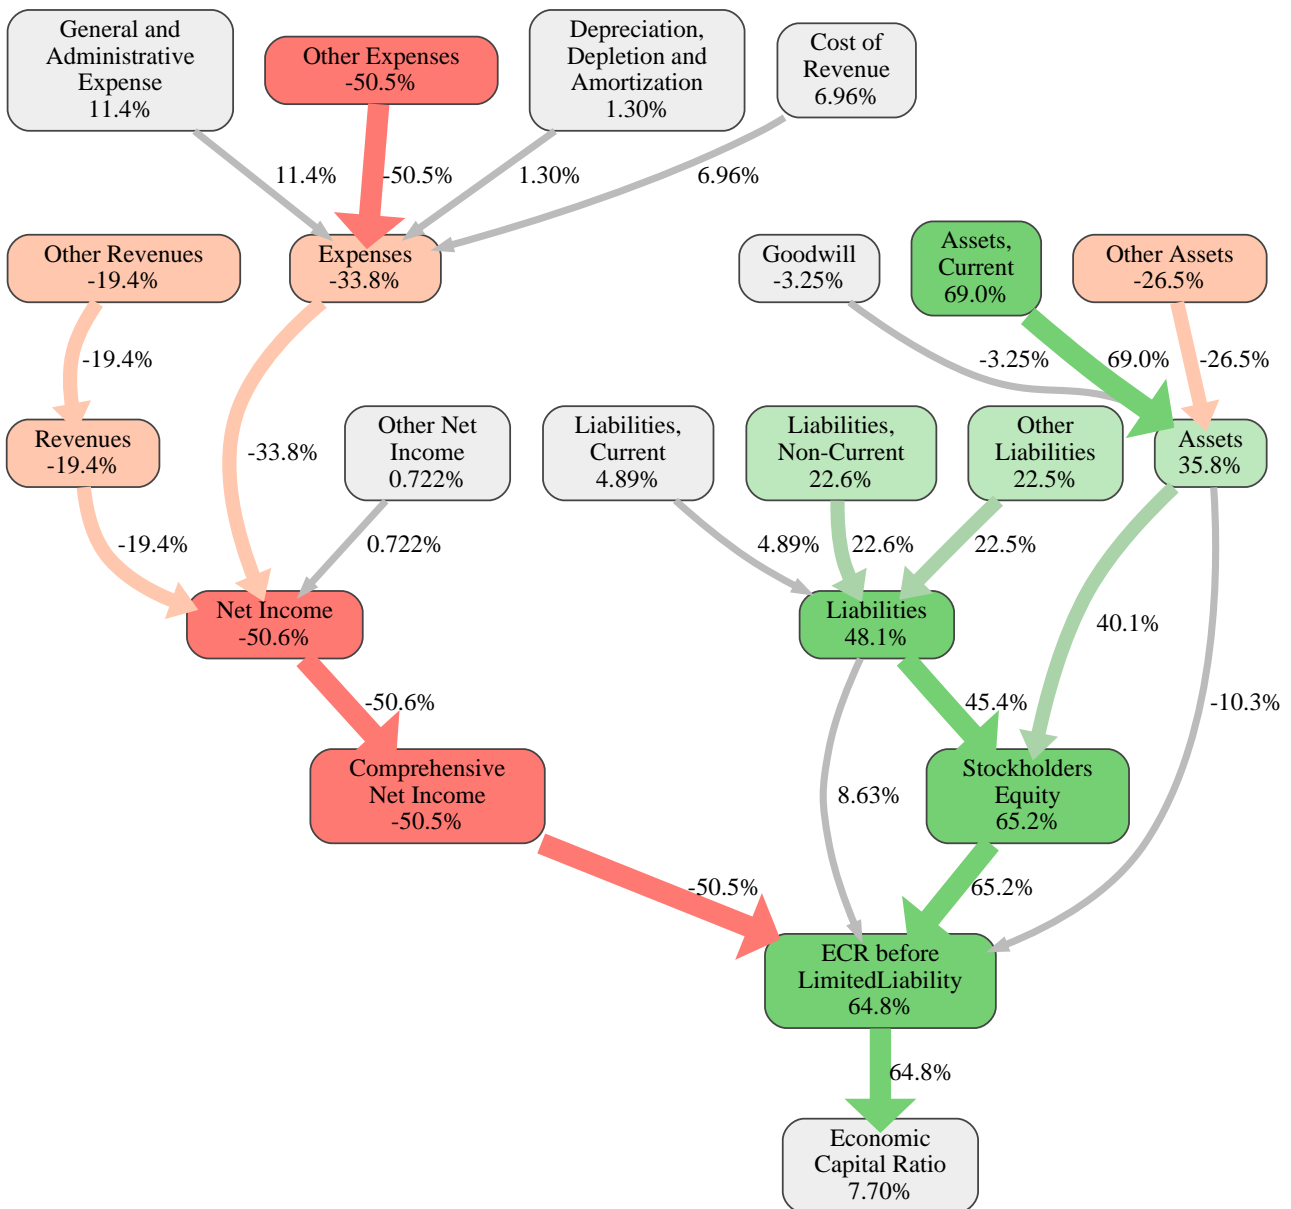 General and
Administrative
Expense
11.4%
Other Expenses
-50.5%
Depreciation,
Depletion and
Amortization
1.30%
Cost of
Revenue
6.96%
11.4%
-50.5%
1.30%
6.96%
Other Revenues
-19.4%
Expenses
-33.8%
Goodwill
-3.25%
Assets,
Current
69.0%
Other Assets
-26.5%
-19.4%
-3.25%
69.0%
-26.5%
Revenues
-19.4%
-33.8%
Other Net
Income
0.722%
Liabilities,
Current
4.89%
Liabilities,
Non-Current
22.6%
Other
Liabilities
22.5%
Assets
35.8%
-19.4%
0.722%
4.89%
22.6%
22.5%
Net Income
-50.6%
Liabilities
48.1%
40.1%
-50.6%
45.4%
-10.3%
Comprehensive
Net Income
-50.5%
8.63%
Stockholders
Equity
65.2%
-50.5%
65.2%
ECR before
LimitedLiability
64.8%
64.8%
Economic
Capital Ratio
7.70%